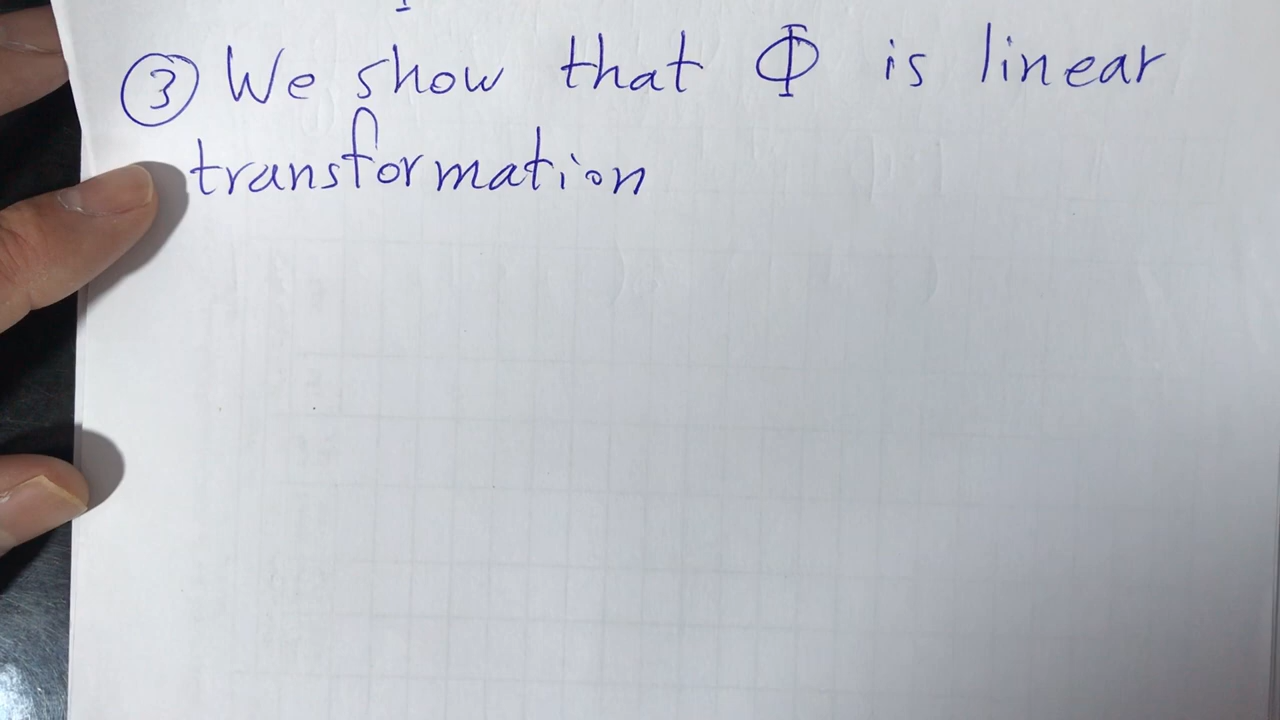 ③ We show that Φ is linear
transformation